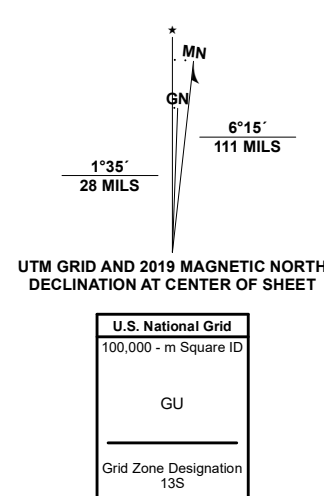 ★
MN
GN
6°15´
111 MILS
1°35´
28 MILS
UTM GRID AND 2019 MAGNETIC NORTH
DECLINATION AT CENTER OF SHEET
U.S. National Grid
100,000 - m Square ID
GU
Grid Zone Designation
13S